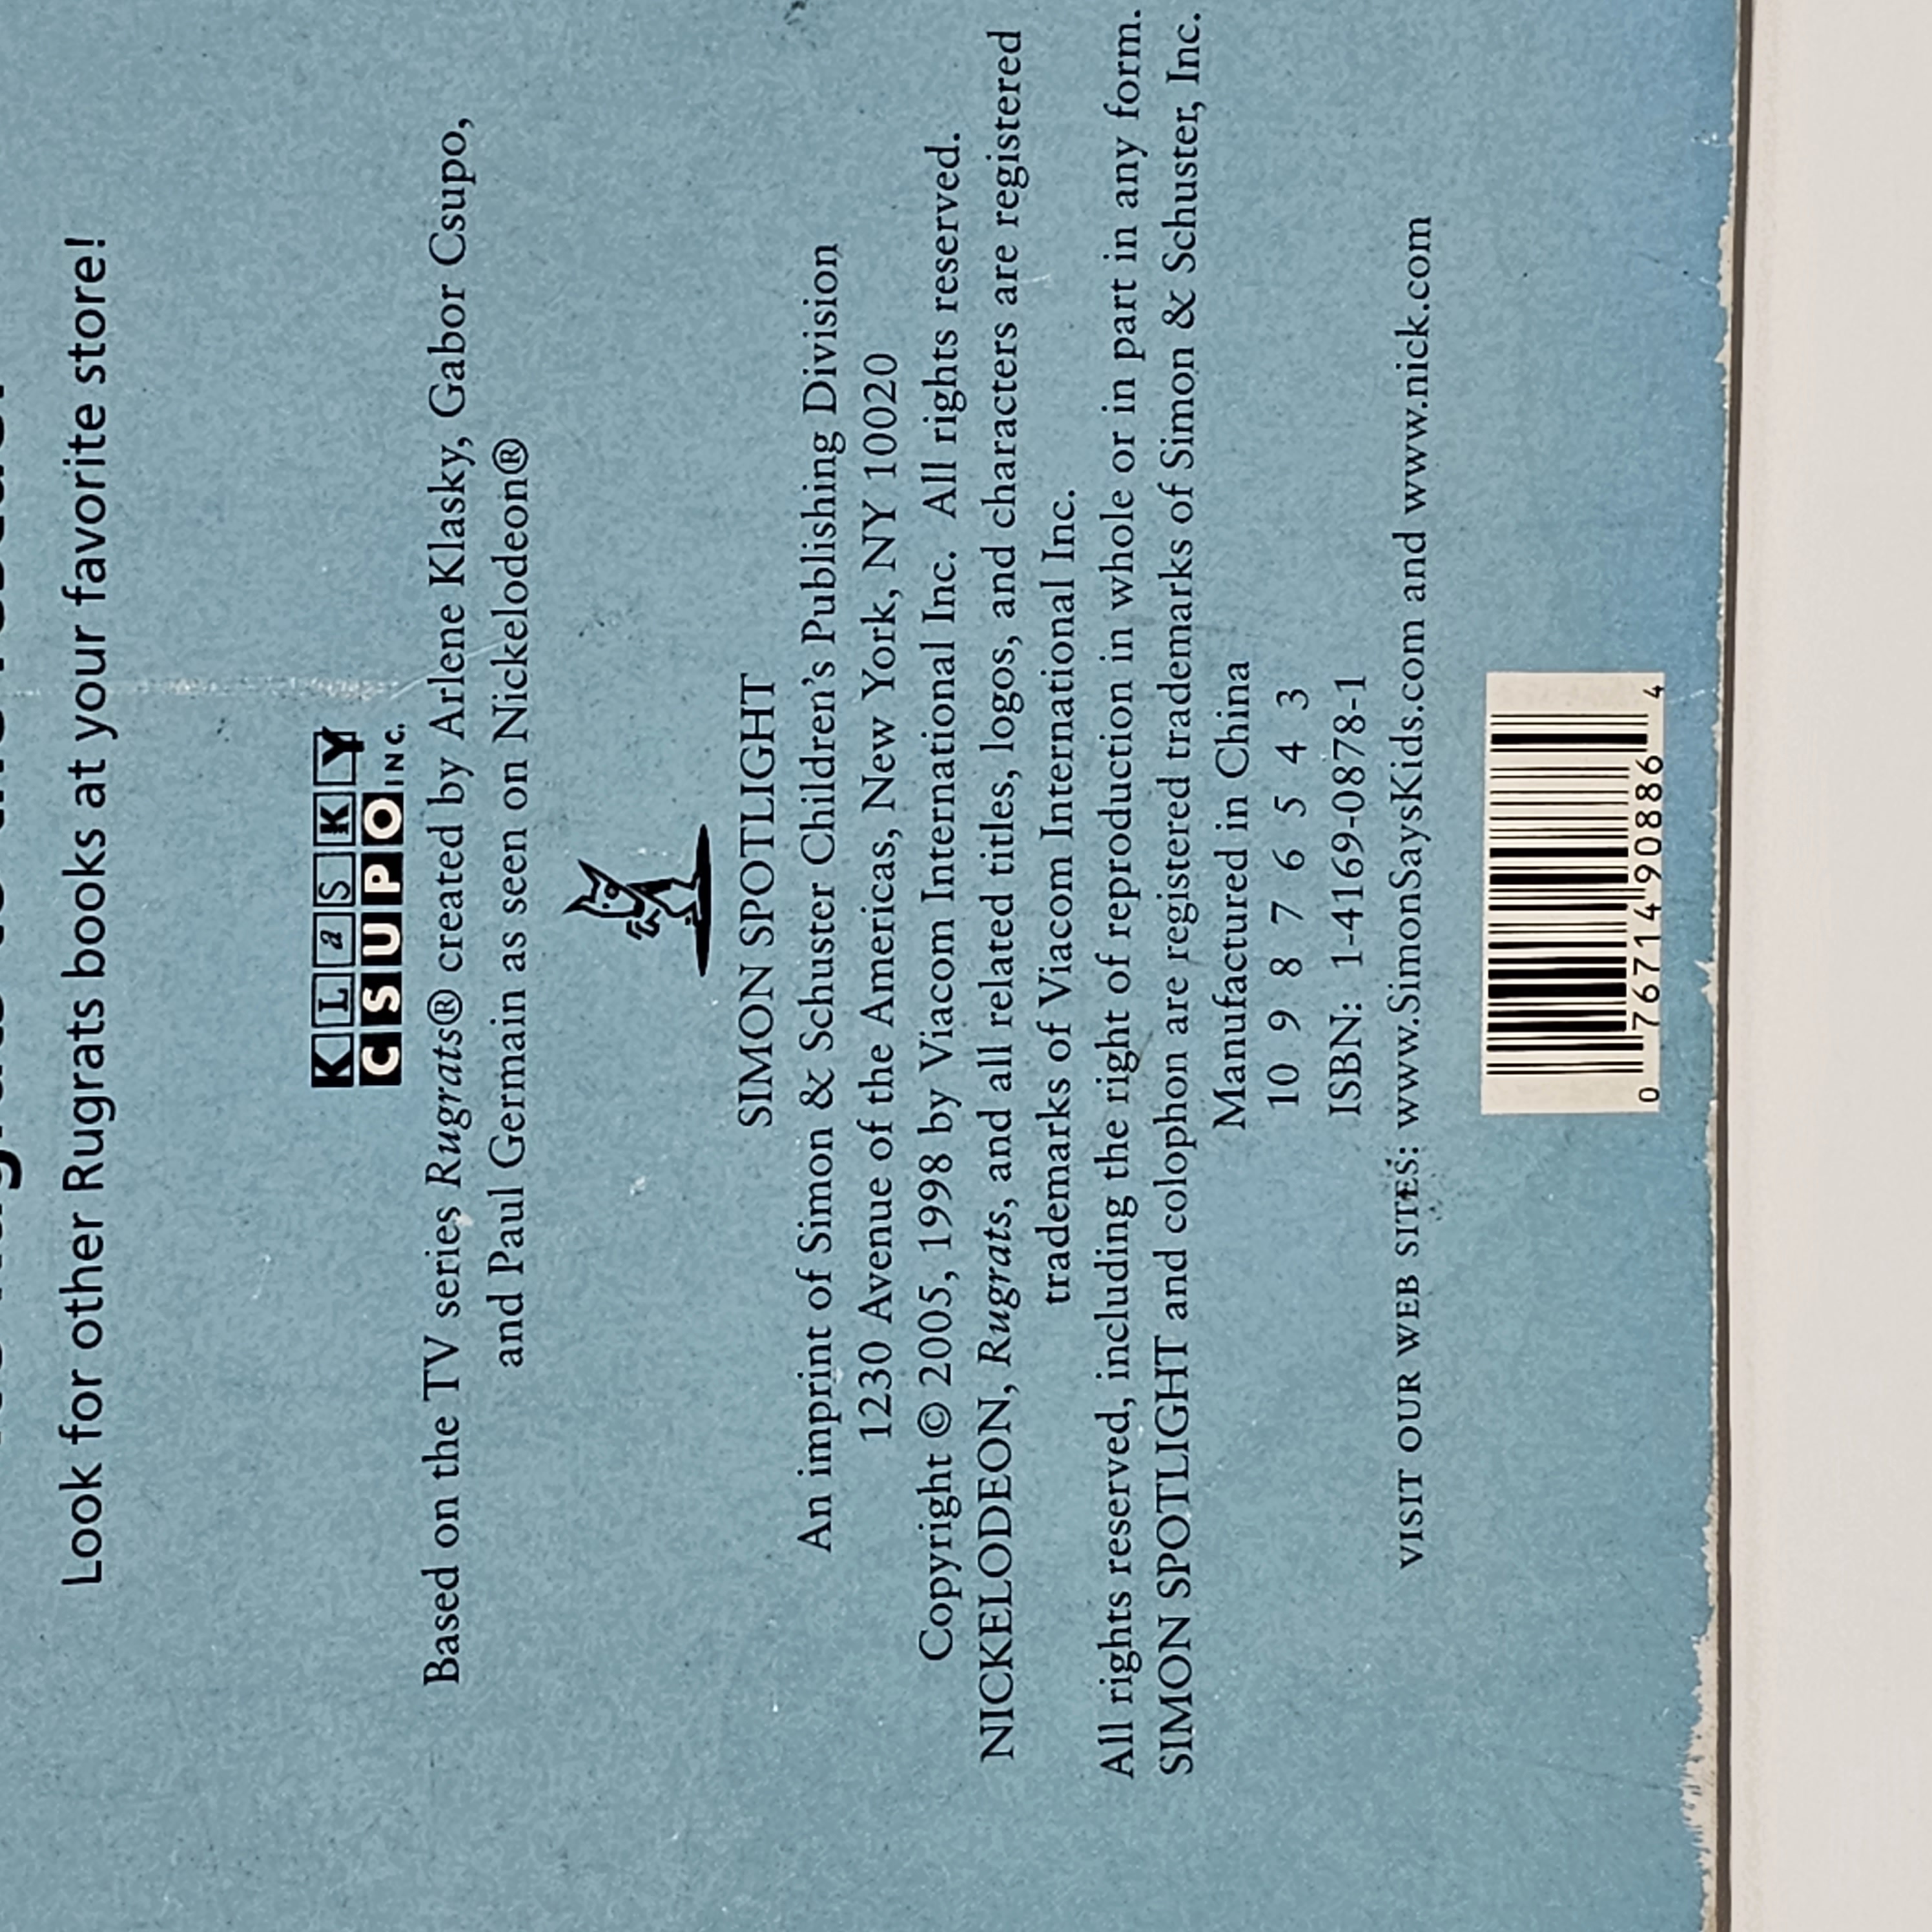 Rugrats to the rescue!
Look for other Rugrats books at your favorite store!
KLaSKY
CSUPO INC.
Based on the TV series Rugrats® created by Arlene Klasky, Gabor Csupo,
and Paul Germain as seen on Nickelodeon®
SIMON SPOTLIGHT
An imprint of Simon & Schuster Children's Publishing Division
1230 Avenue of the Americas, New York, NY 10020
Copyright © 2005, 1998 by Viacom International Inc. All rights reserved.
NICKELODEON, Rugrats, and all related titles, logos, and characters are registered
trademarks of Viacom International Inc.
All rights reserved, including the right of reproduction in whole or in part in any form.
SIMON SPOTLIGHT and colophon are registered trademarks of Simon & Schuster, Inc.
Manufactured in China
10 9 8 7 6 5 4 3
ISBN: 1-4169-0878-1
VISIT OUR WEB SITES: www.SimonSaysKids.com and www.nick.com
0 76714 90886 4